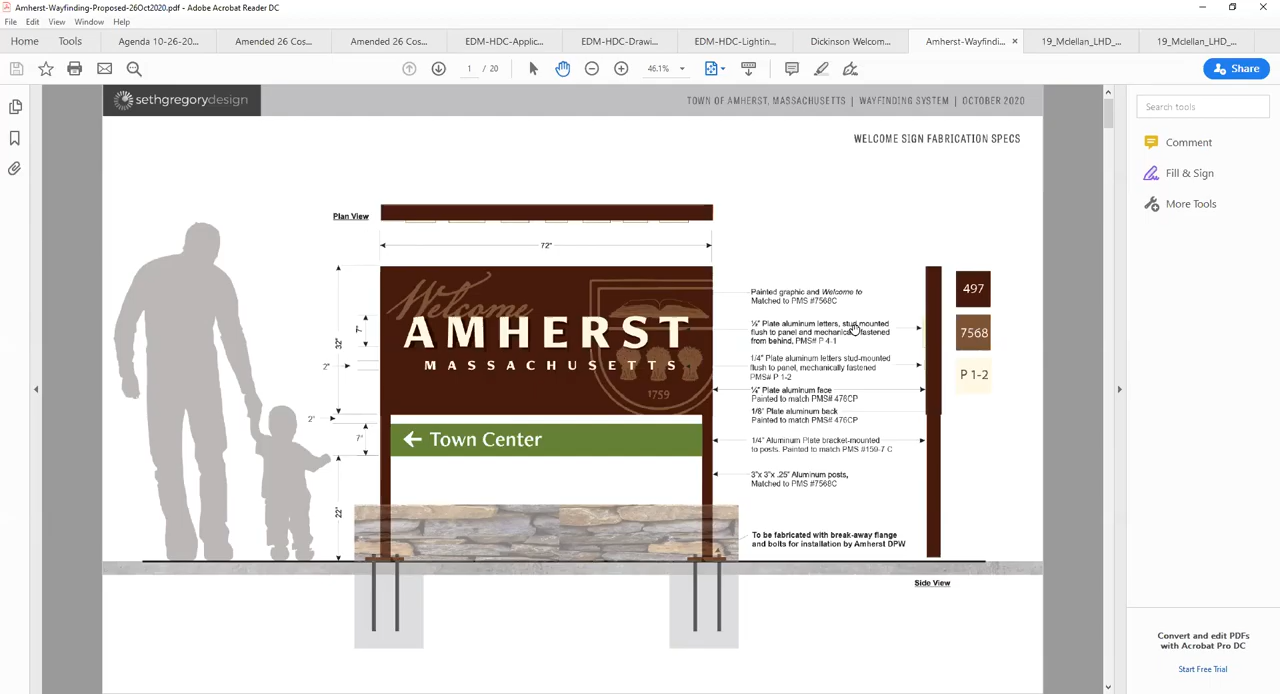 Amherst-Wayfinding-Proposed-26Oct2020.pdf - Adobe Acrobat Reader DC
File Edit View Window Help
Home Tools Agenda 10-26-20... Amended 26 Cos... Amended 26 Cos... EDM-HDC-Applic... EDM-HDC-Drawi... EDM-HDC-Lightin... Dickinson Welcom... Amherst-Wayfindi... 19_Mclellan_LHD_... 19_Mclellan_LHD_...
1 / 20 46.1% Share
sethgregorydesign
TOWN OF AMHERST, MASSACHUSETTS | WAYFINDING SYSTEM | OCTOBER 2020
WELCOME SIGN FABRICATION SPECS
Plan View
72"
Welcome
AMHERST
MASSACHUSETTS
1759
Town Center
7"
32"
2"
2"
7"
22"
Painted graphic and Welcome to
Matched to PMS #7568C
½" Plate aluminum letters, stud-mounted
flush to panel and mechanically fastened
from behind, PMS# P 4-1
1/4" Plate aluminum letters stud-mounted
flush to panel, mechanically fastened
PMS# P 1-2
Plate aluminum face
Painted to match PMS# 476CP
1/8" Plate aluminum back
Painted to match PMS# 476CP
1/4" Aluminum Plate bracket-mounted
to posts. Painted to match PMS #159-7 C
3"x 3"x .25" Aluminum posts,
Matched to PMS #7568C
To be fabricated with break-away flange
and bolts for installation by Amherst DPW
497
7568
P 1-2
Side View
Search tools
Comment
Fill & Sign
More Tools
Convert and edit PDFs
with Acrobat Pro DC
Start Free Trial